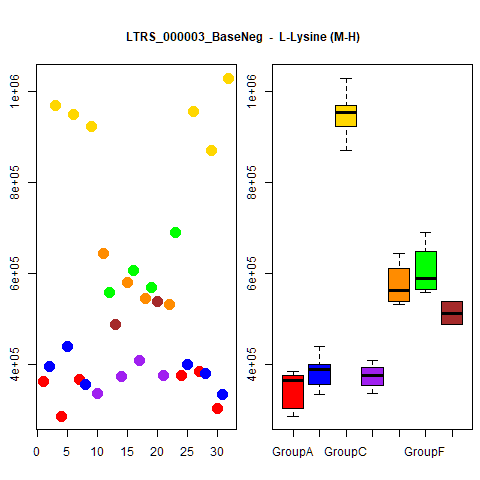 LTRS_000003_BaseNeg - L-Lysine (M-H)
1e+06
8e+05
6e+05
4e+05
0 5 10 15 20 25 30
1e+06
8e+05
6e+05
4e+05
GroupA GroupC GroupF